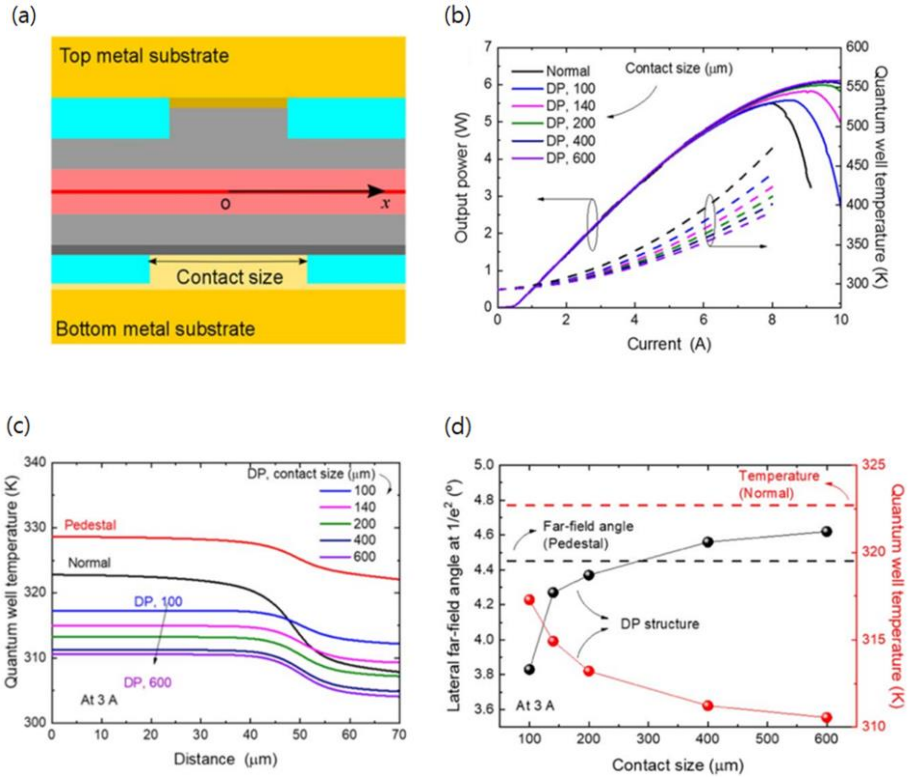 (a)
Top metal substrate
O
x
Contact size
Bottom metal substrate
(b)
7
6
5
4
3
2
1
0
600
550
500
450
400
350
300
Output power (W)
Quantum well temperature (K)
Normal
DP, 100
DP, 140
DP, 200
DP, 400
DP, 600
Contact size (μm)
0
2
4
6
8
10
Current (A)
(c)
340
330
320
310
300
Quantum well temperature (K)
DP, contact size (μm)
100
140
200
400
600
Pedestal
Normal
DP, 100
DP, 600
At 3 A
0
10
20
30
40
50
60
70
Distance (μm)
(d)
5.0
4.8
4.6
4.4
4.2
4.0
3.8
3.6
325
320
315
310
Lateral far-field angle at 1/e² (º)
Quantum well temperature (K)
Temperature
(Normal)
Far-field angle
(Pedestal)
DP structure
At 3 A
100
200
300
400
500
600
Contact size (μm)